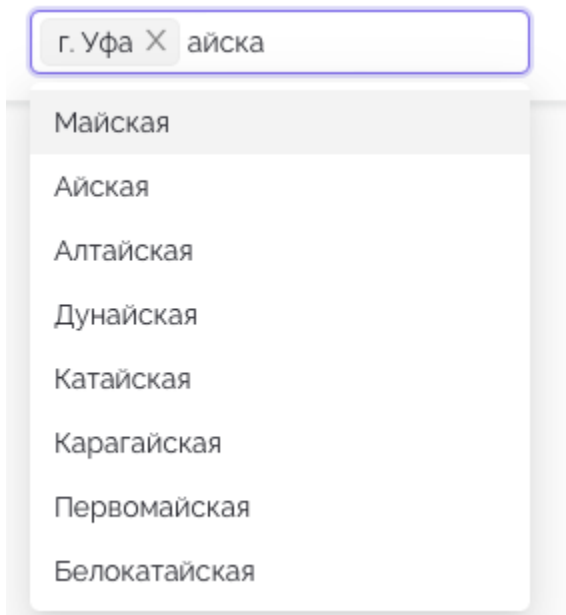 г. Уфа × айска
Майская
Айская
Алтайская
Дунайская
Катайская
Карагайская
Первомайская
Белокатайская